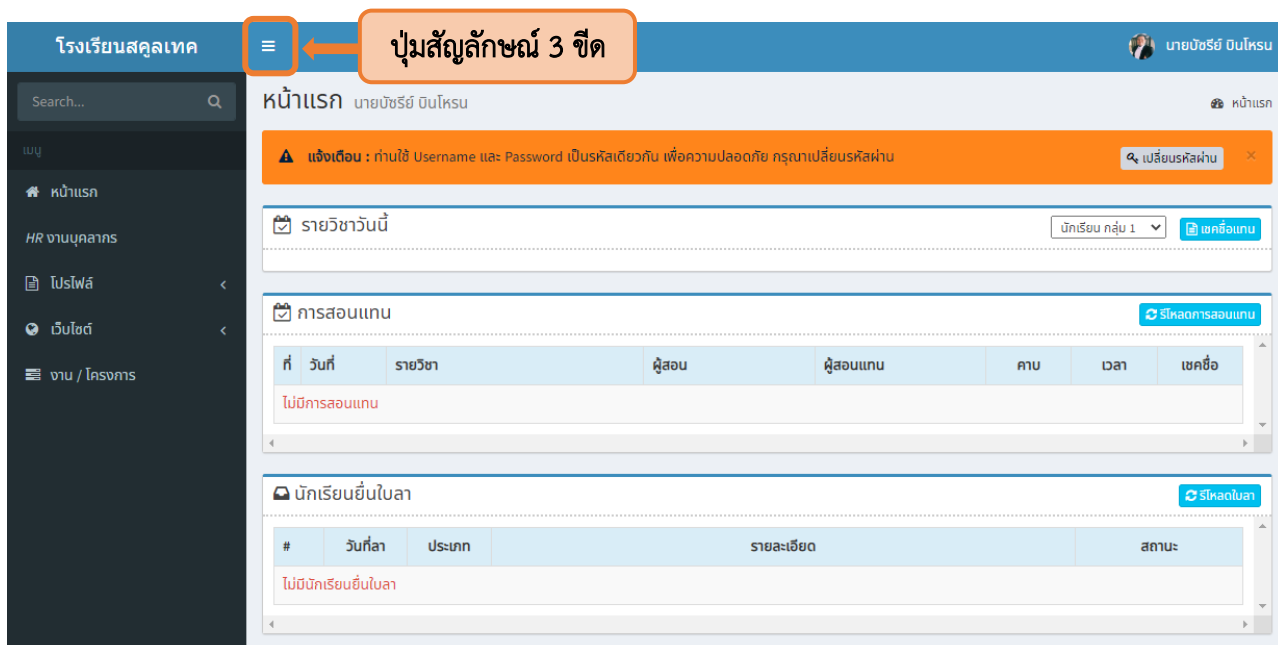 โรงเรียนสคูลเทค
ปุ่มสัญลักษณ์ 3 ขีด
นายบัซรีย์ บินโหรน
Search...
หน้าแรก นายบัซรีย์ บินโหรน
หน้าแรก
เมนู
แจ้งเตือน : ท่านใช้ Username และ Password เป็นรหัสเดียวกัน เพื่อความปลอดภัย กรุณาเปลี่ยนรหัสผ่าน
เปลี่ยนรหัสผ่าน ×
หน้าแรก
HR งานบุคลากร
โปรไฟล์
เว็บไซต์
งาน / โครงการ
รายวิชาวันนี้
นักเรียน กลุ่ม 1
เชคชื่อแทน
การสอนแทน
รีโหลดการสอนแทน
ที่ วันที่ รายวิชา ผู้สอน ผู้สอนแทน คาบ เวลา เชคชื่อ
ไม่มีการสอนแทน
นักเรียนยื่นใบลา
รีโหลดใบลา
# วันที่ลา ประเภท รายละเอียด สถานะ
ไม่มีนักเรียนยื่นใบลา